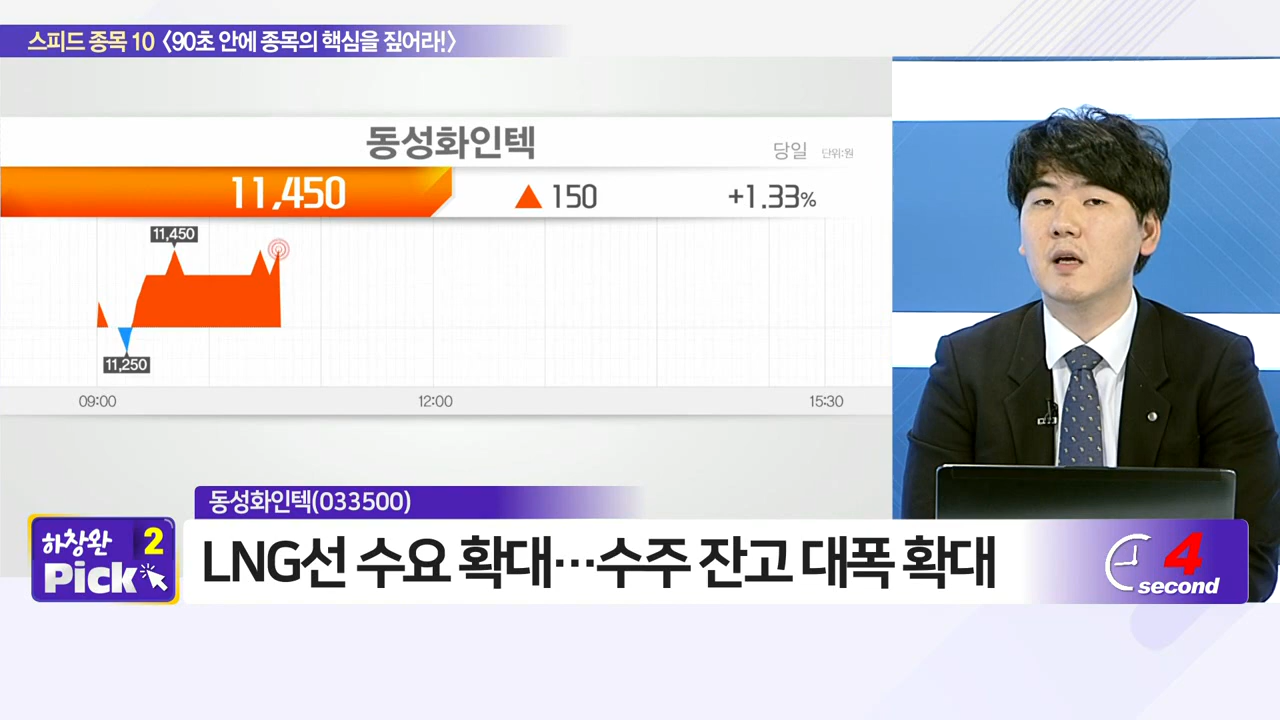 스피드 종목 10 〈90초 안에 종목의 핵심을 짚어라!〉
동성화인텍
당일 단위:원
11,450 ▲ 150 +1.33%
11,450
11,250
09:00 12:00 15:30
동성화인텍(033500)
하창완 2
Pick
LNG선 수요 확대…수주 잔고 대폭 확대
4
second